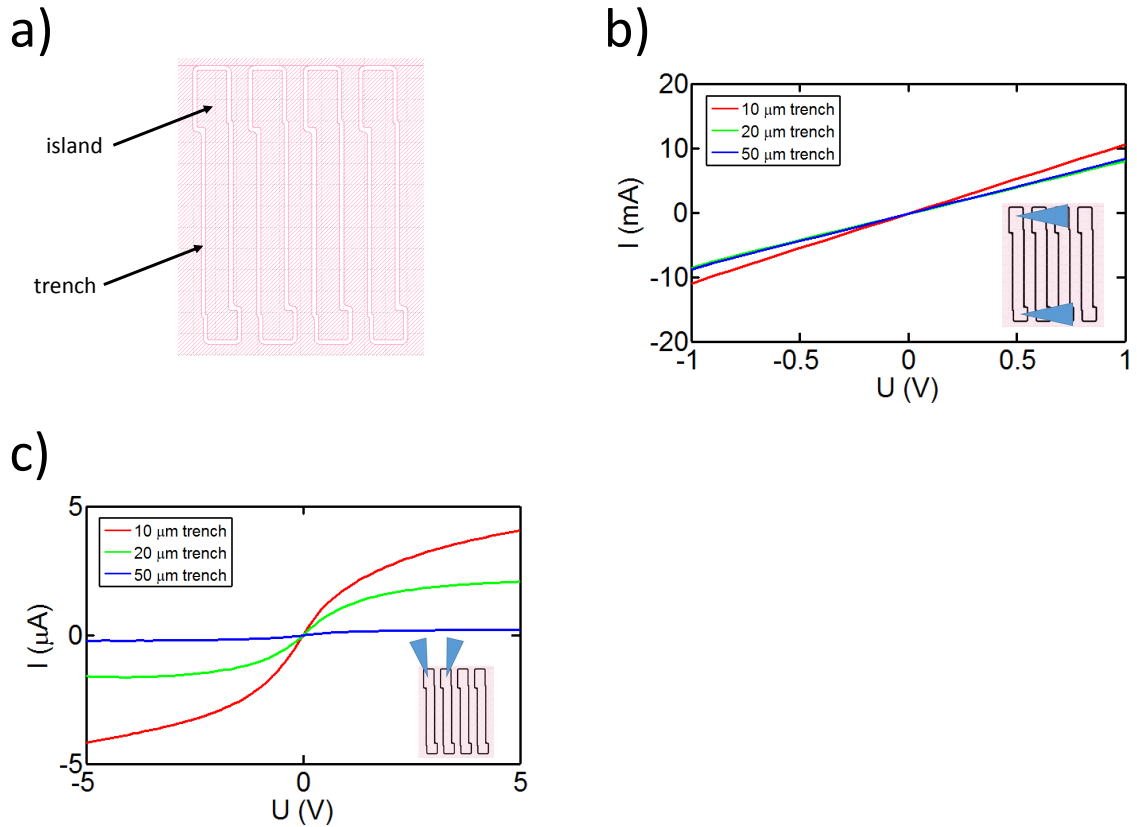 a)
island
trench
b)
20
10
0
-10
-20
I (mA)
10 μm trench
20 μm trench
50 μm trench
-1
-0.5
0
0.5
1
U (V)
c)
5
0
-5
I (μA)
10 μm trench
20 μm trench
50 μm trench
-5
0
5
U (V)